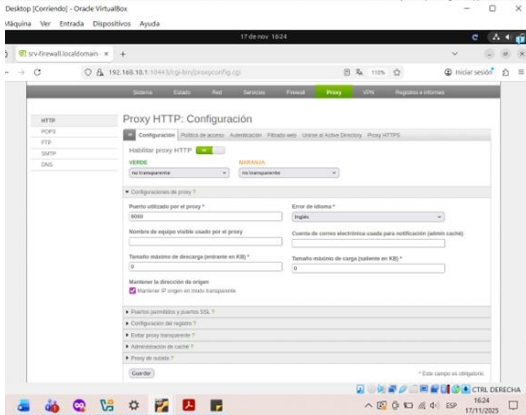 Desktop [Corriendo] - Oracle VirtualBox
Máquina Ver Entrada Dispositivos Ayuda
17 de nov 18:24
srv-firewall.localdomain
192.168.10.1:10443/cgi-bin/proxyconfig.cgi 110% Iniciar sesión
Sistema Estado Red Servicios Firewall Proxy VPN Registros e informes
HTTP
POP3
FTP
SMTP
DNS
Proxy HTTP: Configuración
Configuración Política de acceso Autenticación Filtrado web Unirse al Active Directory Proxy HTTPS
Habilitar proxy HTTP
VERDE NARANJA
no transparente no transparente
Configuraciones de proxy ?
Puerto utilizado por el proxy * Error de idioma *
8080 Inglés
Nombre de equipo visible usado por el proxy Cuenta de correo electrónica usada para notificación (admin caché)
Tamaño máximo de descarga (entrante en KB) * Tamaño máximo de carga (saliente en KB) *
0 0
Mantener la dirección de origen
Mantener IP origen en modo transparente
Puertos permitidos y puertos SSL ?
Configuración del registro ?
Evitar proxy transparente ?
Administración de caché ?
Proxy de subida ?
Guardar * Este campo es obligatorio.
CTRL DERECHA
ESP 16:24
17/11/2025